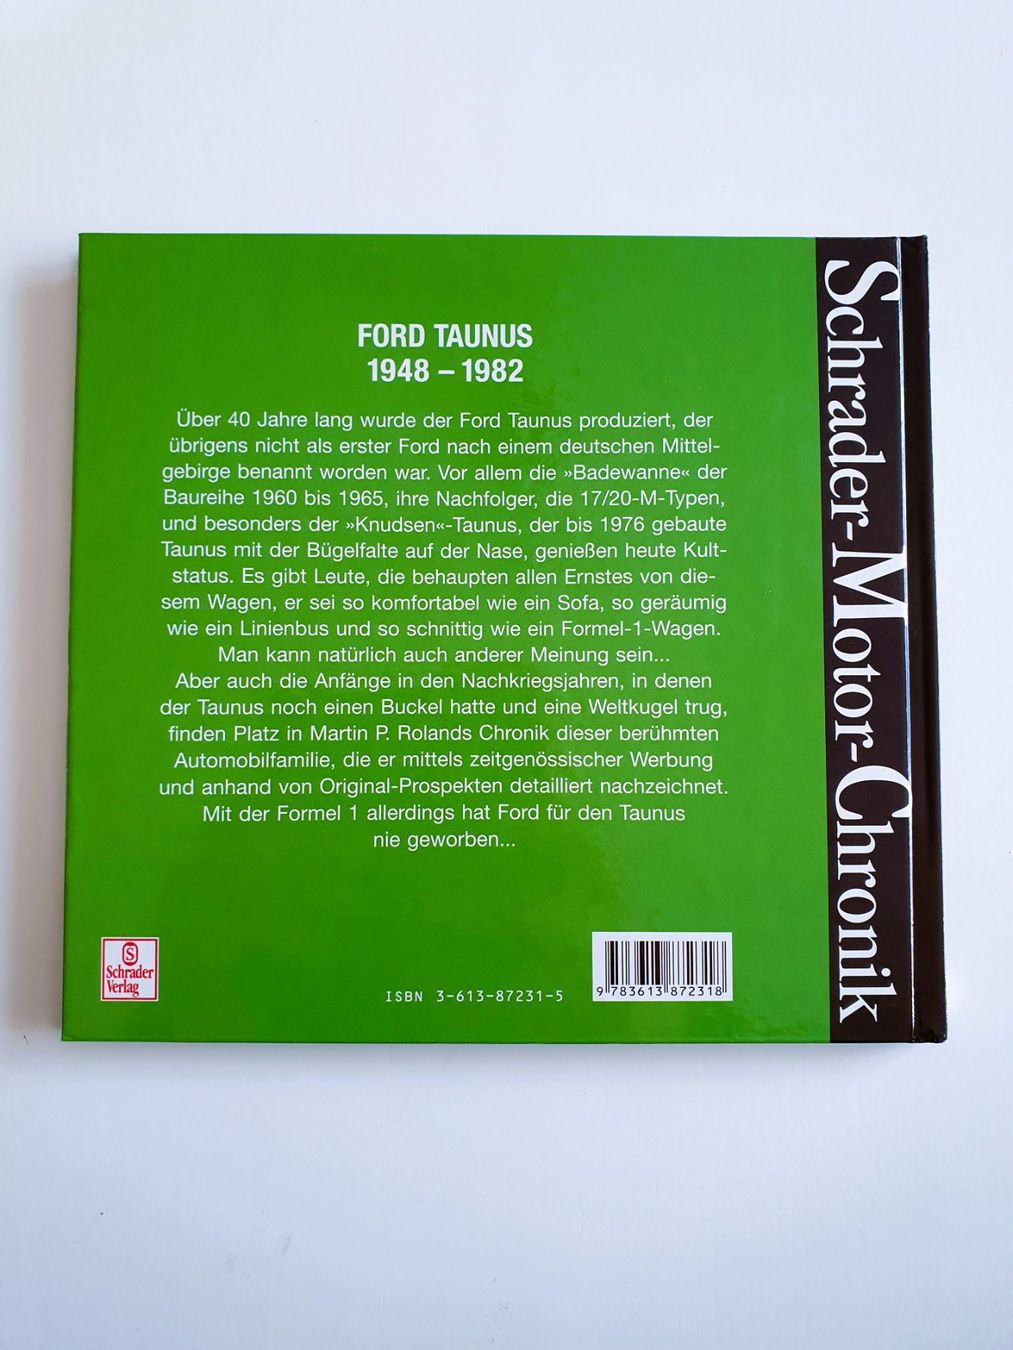 FORD TAUNUS
1948 – 1982
Über 40 Jahre lang wurde der Ford Taunus produziert, der
übrigens nicht als erster Ford nach einem deutschen Mittel-
gebirge benannt worden war. Vor allem die »Badewanne« der
Baureihe 1960 bis 1965, ihre Nachfolger, die 17/20-M-Typen,
und besonders der »Knudsen«-Taunus, der bis 1976 gebaute
Taunus mit der Bügelfalte auf der Nase, genießen heute Kult-
status. Es gibt Leute, die behaupten allen Ernstes von die-
sem Wagen, er sei so komfortabel wie ein Sofa, so geräumig
wie ein Linienbus und so schnittig wie ein Formel-1-Wagen.
Man kann natürlich auch anderer Meinung sein...
Aber auch die Anfänge in den Nachkriegsjahren, in denen
der Taunus noch einen Buckel hatte und eine Weltkugel trug,
finden Platz in Martin P. Rolands Chronik dieser berühmten
Automobilfamilie, die er mittels zeitgenössischer Werbung
und anhand von Original-Prospekten detailliert nachzeichnet.
Mit der Formel 1 allerdings hat Ford für den Taunus
nie geworben...
S
Schrader
Verlag
ISBN 3-613-87231-5
9 783613 872318
Schrader-Motor-Chronik